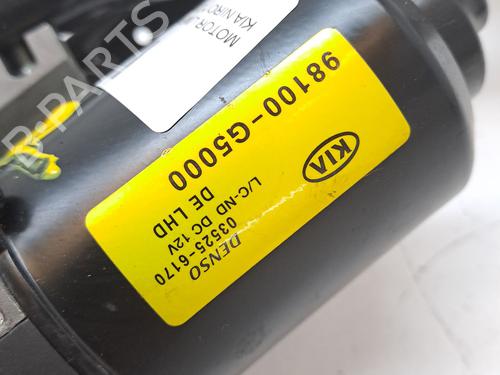 MOTOR
KIA NIRO
98100-G5000
KIA
DE LHD
L/C-ND DC 12V
03525-6170
DENSO
B-PARTS